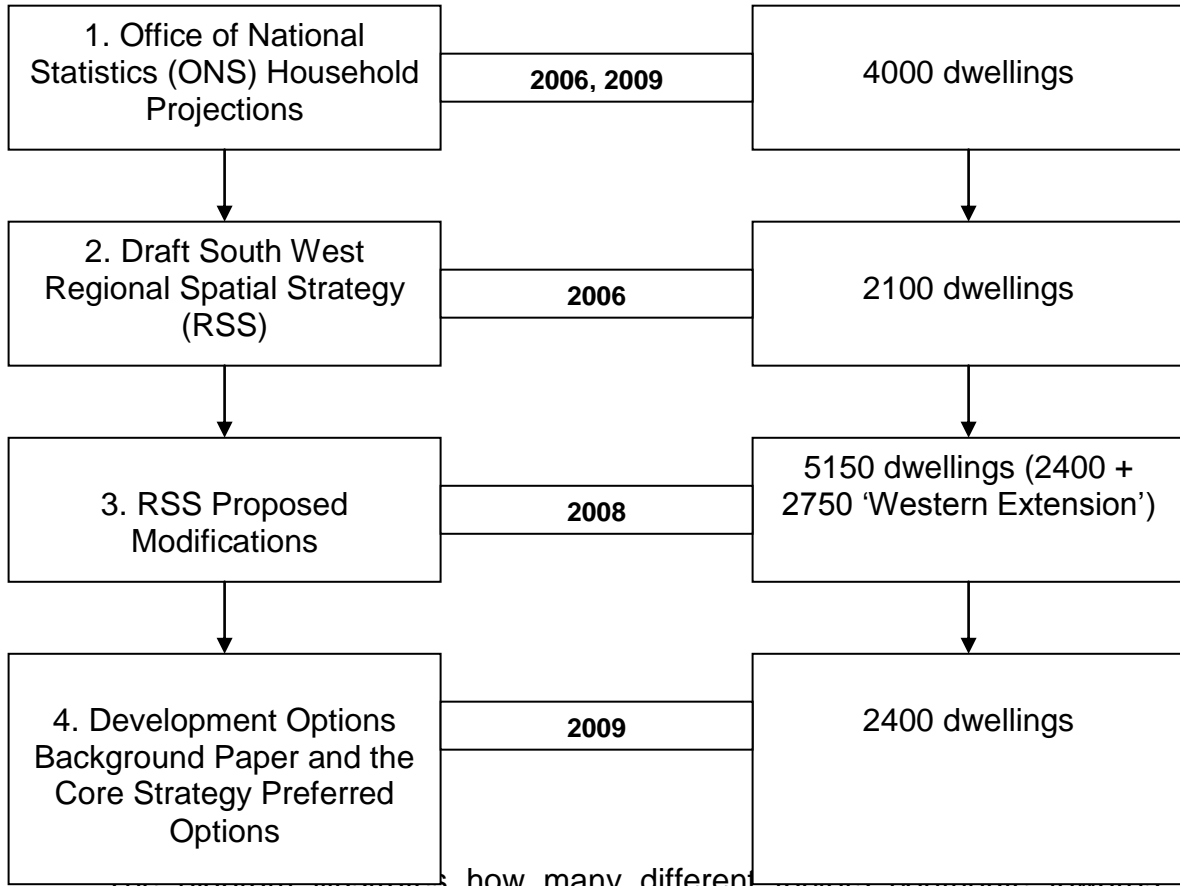 1. Office of National
Statistics (ONS) Household
Projections
2006, 2009
4000 dwellings
2. Draft South West
Regional Spatial Strategy
(RSS)
2006
2100 dwellings
3. RSS Proposed
Modifications
2008
5150 dwellings (2400 +
2750 ‘Western Extension’)
4. Development Options
Background Paper and the
Core Strategy Preferred
Options
2009
2400 dwellings
how many different